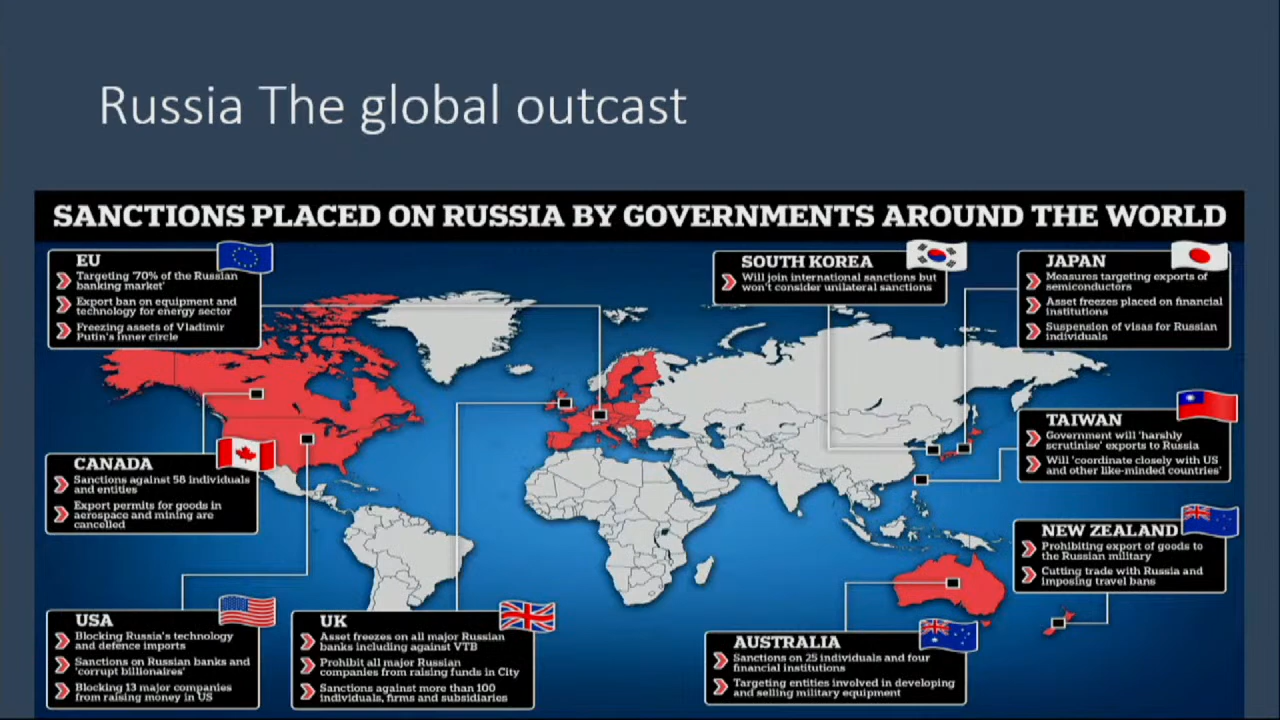 Russia The global outcast
SANCTIONS PLACED ON RUSSIA BY GOVERNMENTS AROUND THE WORLD
EU
Targeting '70% of the Russian
banking market'
Export ban on equipment and
technology for energy sector
Freezing assets of Vladimir
Putin's inner circle
SOUTH KOREA
Will join international sanctions but
won't consider unilateral sanctions
JAPAN
Measures targeting exports of
semiconductors
Asset freezes placed on financial
institutions
Suspension of visas for Russian
individuals
TAIWAN
Government will 'harshly
scrutinise' exports to Russia
Will 'coordinate closely with US
and other like-minded countries'
CANADA
Sanctions against 58 individuals
and entities
Export permits for goods in
aerospace and mining are
cancelled
NEW ZEALAND
Prohibiting export of goods to
the Russian military
Cutting trade with Russia and
imposing travel bans
USA
Blocking Russia's technology
and defence imports
Sanctions on Russian banks and
'corrupt billionaires'
Blocking 13 major companies
from raising money in US
UK
Asset freezes on all major Russian
banks including against VTB
Prohibit all major Russian
companies from raising funds in City
Sanctions against more than 100
individuals, firms and subsidiaries
AUSTRALIA
Sanctions on 25 individuals and four
financial institutions
Targeting entities involved in developing
and selling military equipment